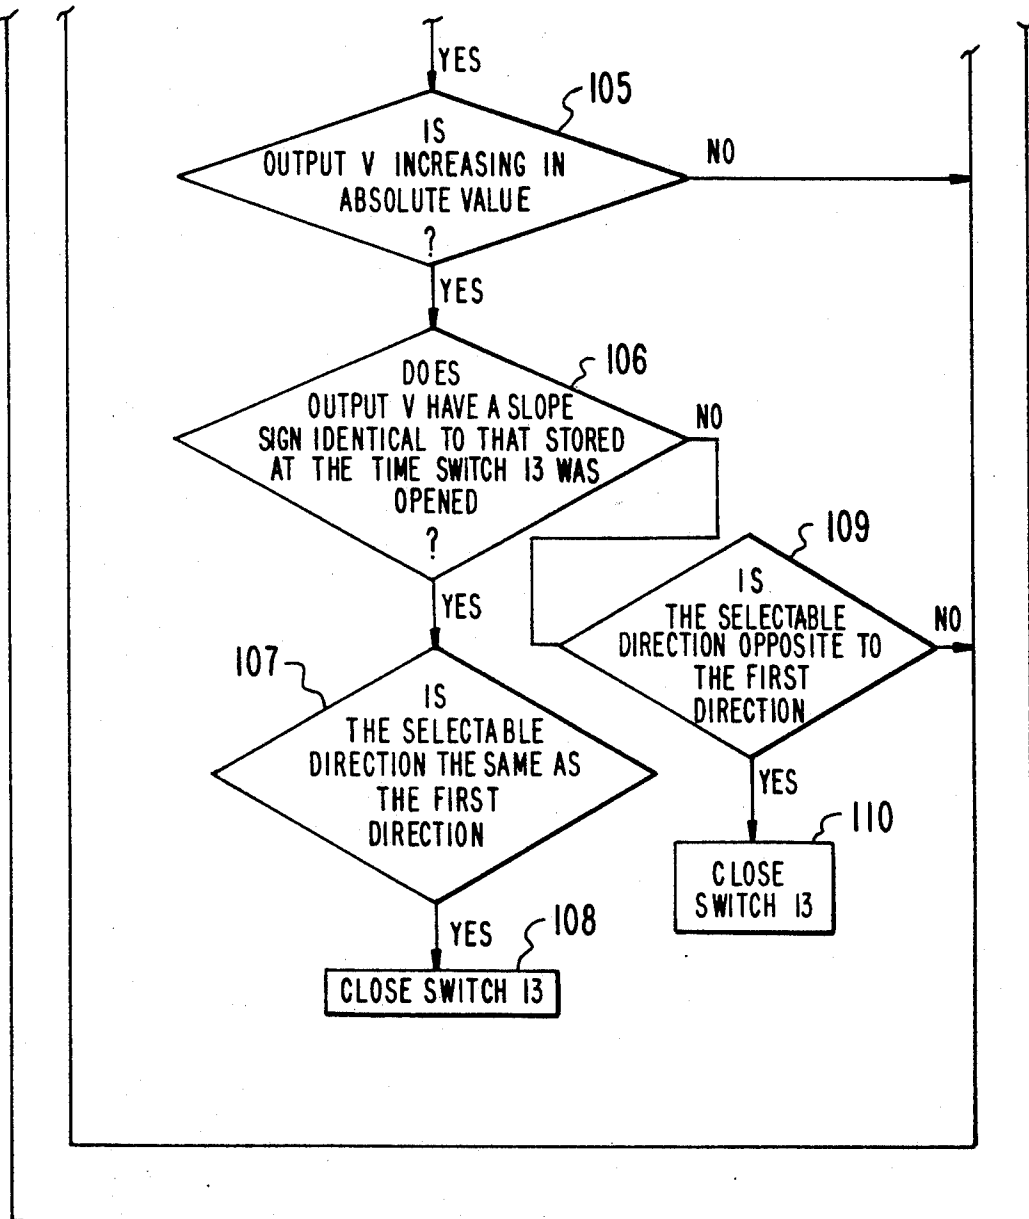 YES
105
IS
OUTPUT V INCREASING IN
ABSOLUTE VALUE
?
NO
YES
106
DOES
OUTPUT V HAVE A SLOPE
SIGN IDENTICAL TO THAT STORED
AT THE TIME SWITCH 13 WAS
OPENED
?
NO
YES
109
IS
THE SELECTABLE
DIRECTION OPPOSITE TO
THE FIRST
DIRECTION
NO
YES
110
CLOSE
SWITCH 13
107
IS
THE SELECTABLE
DIRECTION THE SAME AS
THE FIRST
DIRECTION
YES
108
CLOSE SWITCH 13